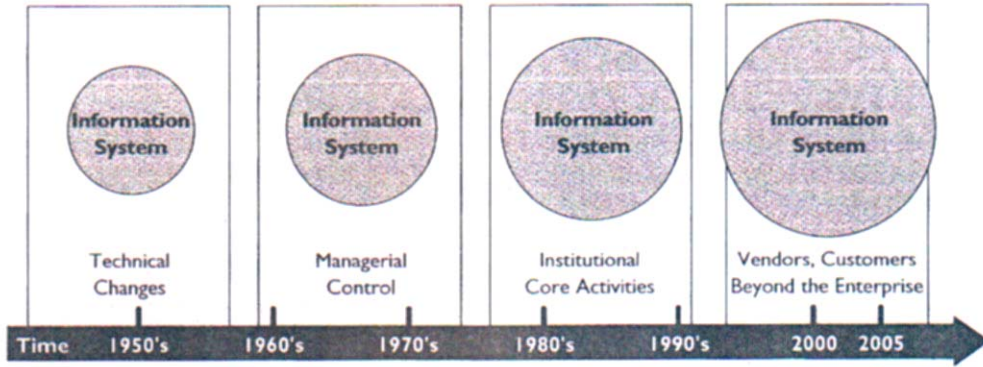 Information
System
Information
System
Information
System
Information
System
Technical
Changes
Managerial
Control
Institutional
Core Activities
Vendors, Customers
Beyond the Enterprise
Time 1950's 1960's 1970's 1980's 1990's 2000 2005